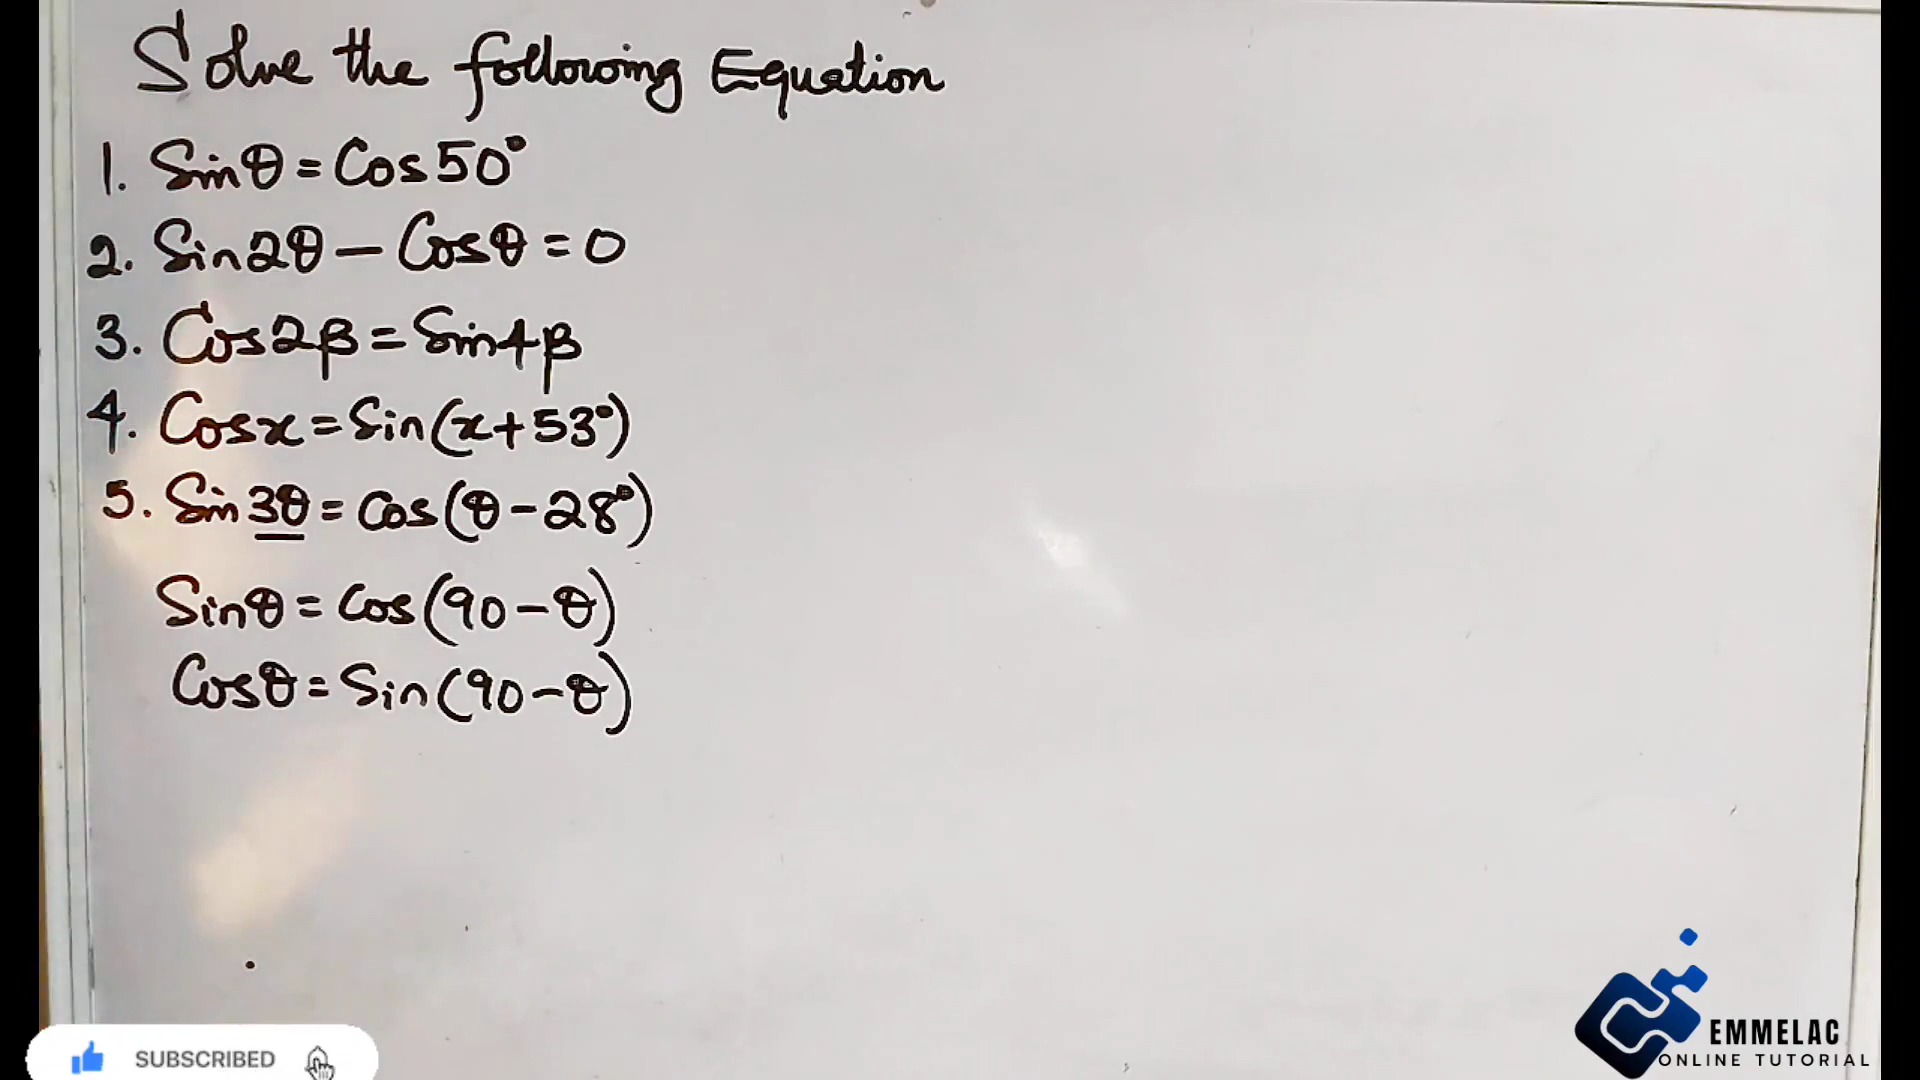 Solve the following Equation
1. Sinθ = Cos50°
2. Sin2θ – Cosθ = 0
3. Cos2β = Sin4β
4. Cosx = Sin(x+53°)
5. Sin3θ = Cos(θ-28°)
Sinθ = Cos(90-θ)
Cosθ = Sin(90-θ)
SUBSCRIBED
EMMELAC
ONLINE TUTORIAL